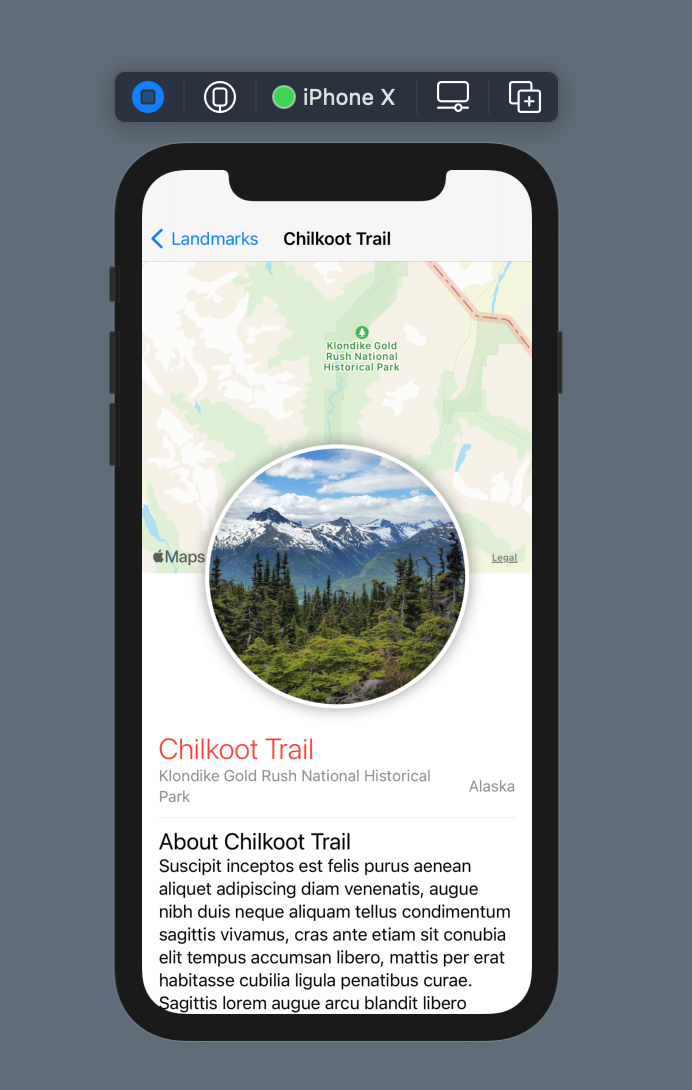 iPhone X
Landmarks
Chilkoot Trail
Klondike Gold
Rush National
Historical Park
Maps
Legal
Chilkoot Trail
Klondike Gold Rush National Historical
Park
Alaska
About Chilkoot Trail
Suscipit inceptos est felis purus aenean
aliquet adipiscing diam venenatis, augue
nibh duis neque aliquam tellus condimentum
sagittis vivamus, cras ante etiam sit conubia
elit tempus accumsan libero, mattis per erat
habitasse cubilia ligula penatibus curae.
Sagittis lorem augue arcu blandit libero